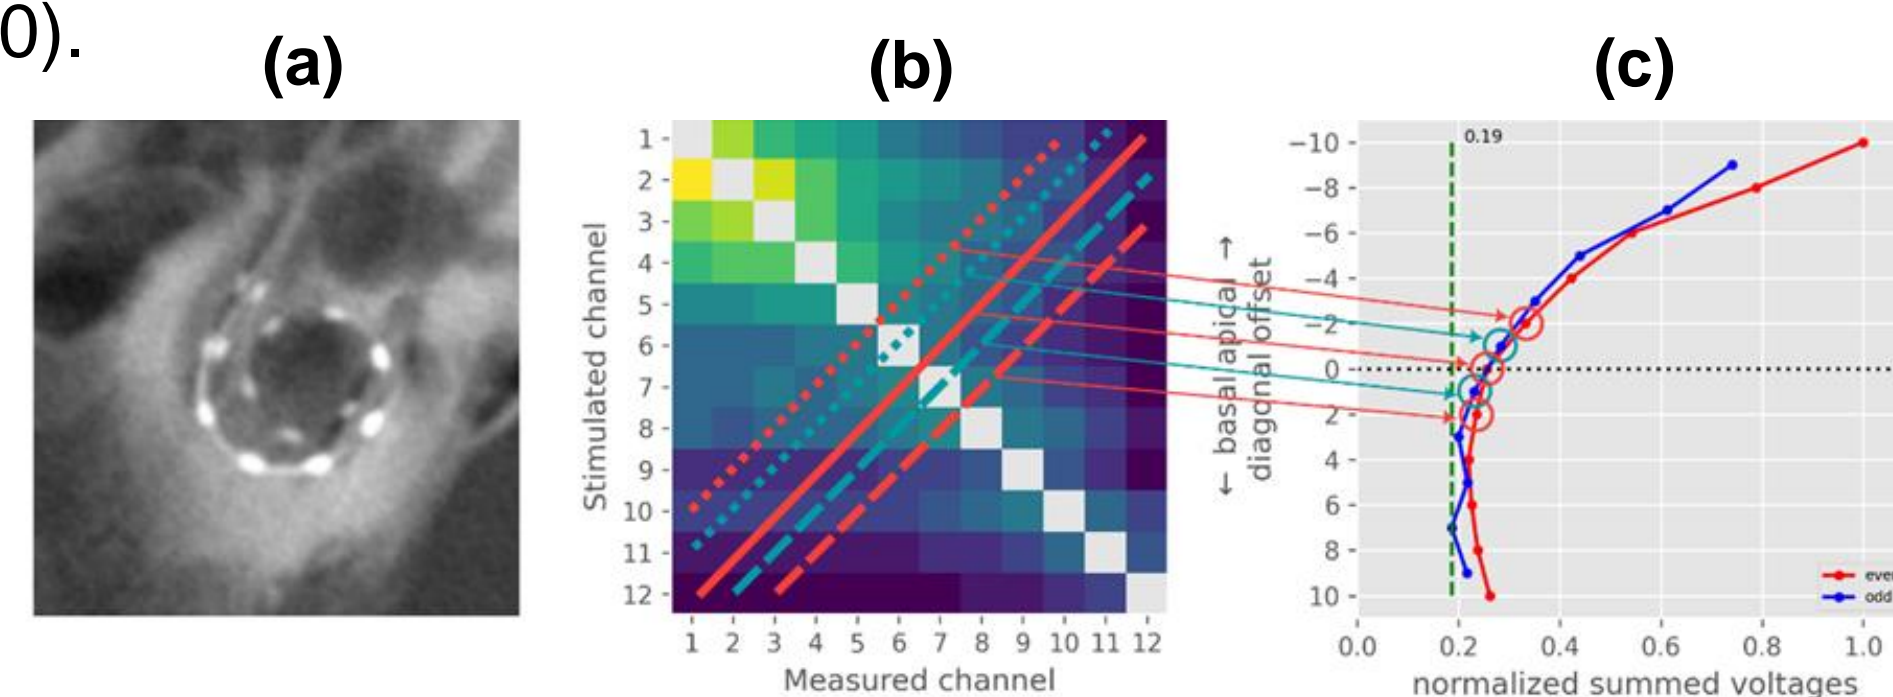 0).
(a)
(b)
(c)
Stimulated channel
1
2
3
4
5
6
7
8
9
10
11
12
1 2 3 4 5 6 7 8 9 10 11 12
Measured channel
← basal apical →
diagonal offset
−10
−8
−6
−4
−2
0
2
4
6
8
10
0.19
odd
0.0 0.2 0.4 0.6 0.8 1.0
normalized summed voltages